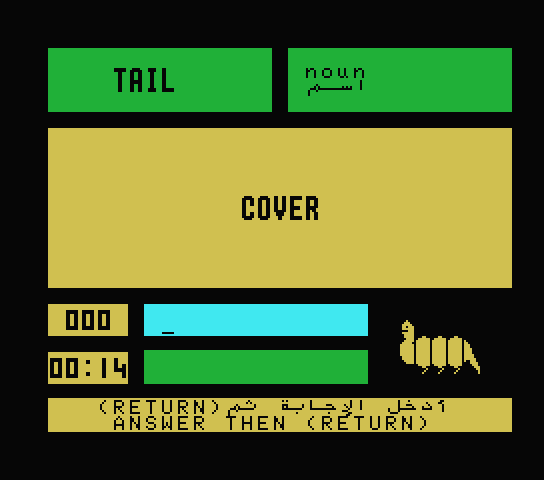 TAIL
noun
اسم
COVER
000
00:14
أدخل الإجابة ثم (RETURN)
ANSWER THEN (RETURN)